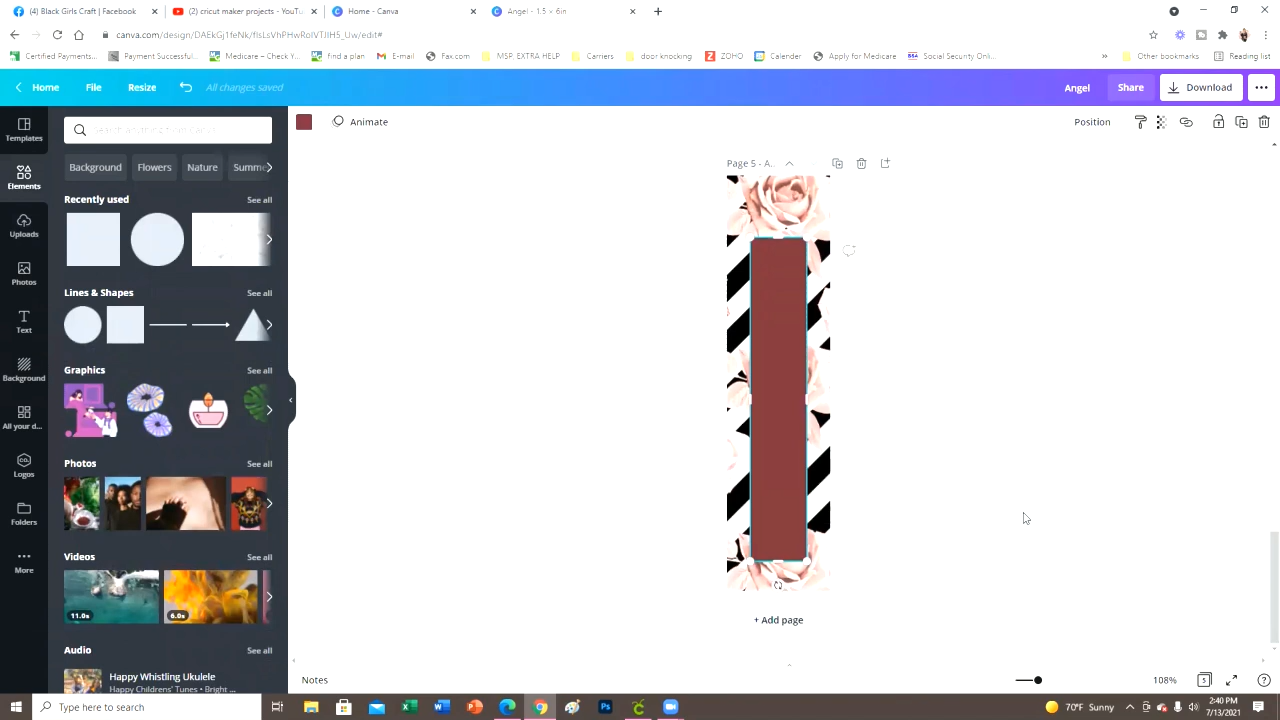 (4) Black Girls Craft | Facebook
(2) cricut maker projects - YouTu
Home - Canva
Angel - 1.5 × 6in
canva.com/design/DAEkGj1feNk/flsLsVhPHwRoIVTJIH5_Uw/edit#
Certified Payments...
Payment Successful...
Medicare – Check Y...
find a plan
E-mail
Fax.com
MSP, EXTRA HELP
Carriers
door knocking
ZOHO
Calender
Apply for Medicare
SSA
Social Security Onli...
»
Other bookmarks
Reading list
Home
File
Resize
All changes saved
Angel
Share
Download
Templates
Elements
Uploads
Photos
Text
Background
All your d...
Logos
Folders
More
Background
Flowers
Nature
Summe
Recently used
See all
Lines & Shapes
See all
Graphics
See all
Photos
See all
Videos
See all
11.0s
6.0s
Audio
See all
Happy Whistling Ukulele
Happy Childrens' Tunes • Bright ...
Animate
Position
Page 5 - A.
+ Add page
Notes
108%
5
Type here to search
70°F Sunny
2:40 PM
7/13/2021